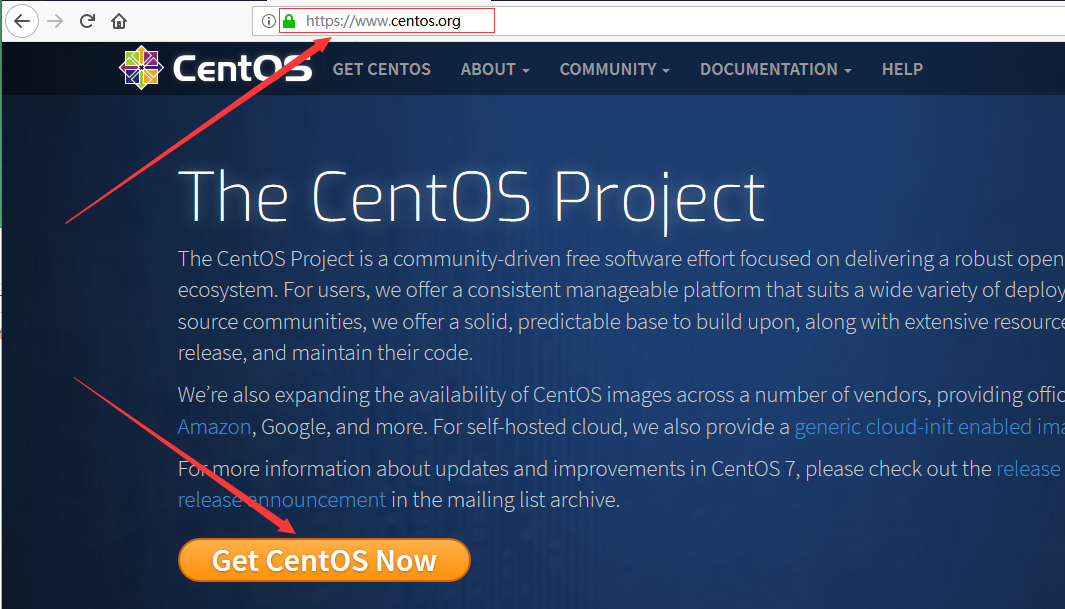 https://www.centos.org
CentOS GET CENTOS ABOUT COMMUNITY DOCUMENTATION HELP
The CentOS Project
The CentOS Project is a community-driven free software effort focused on delivering a robust open
ecosystem. For users, we offer a consistent manageable platform that suits a wide variety of deploy
source communities, we offer a solid, predictable base to build upon, along with extensive resource
release, and maintain their code.
We're also expanding the availability of CentOS images across a number of vendors, providing offic
Amazon, Google, and more. For self-hosted cloud, we also provide a generic cloud-init enabled ima
For more information about updates and improvements in CentOS 7, please check out the release
release announcement in the mailing list archive.
Get CentOS Now